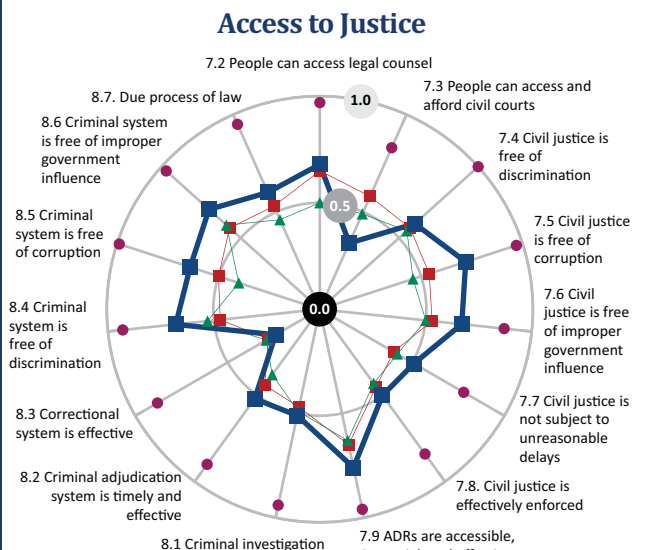 Access to Justice
7.2 People can access legal counsel
8.7. Due process of law
1.0
7.3 People can access and
afford civil courts
8.6 Criminal system
is free of improper
government
influence
7.4 Civil justice is
free of
discrimination
0.5
8.5 Criminal
system is free
of corruption
7.5 Civil justice
is free of
corruption
0.0
8.4 Criminal
system is
free of
discrimination
7.6 Civil
justice is free
of improper
government
influence
8.3 Correctional
system is effective
7.7 Civil justice is
not subject to
unreasonable
delays
8.2 Criminal adjudication
system is timely and
effective
7.8. Civil justice is
effectively enforced
8.1 Criminal investigation
7.9 ADRs are accessible,